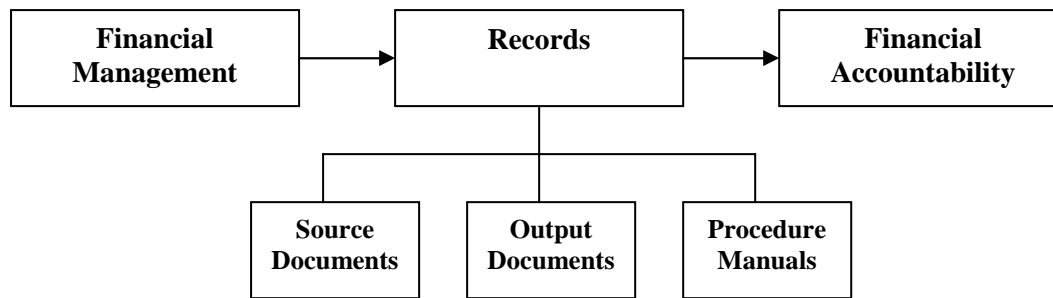 Financial
Management
Records
Financial
Accountability
Source
Documents
Output
Documents
Procedure
Manuals